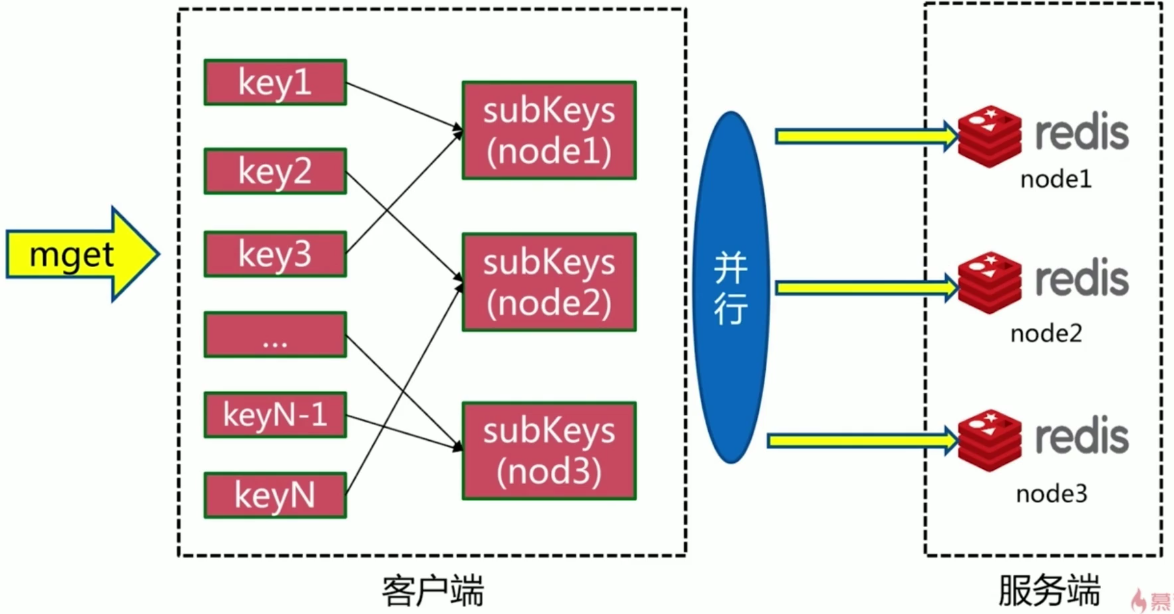 mget
key1
key2
key3
...
keyN-1
keyN
subKeys
(node1)
subKeys
(node2)
subKeys
(nod3)
客户端
并
行
redis
node1
redis
node2
redis
node3
服务端
慕